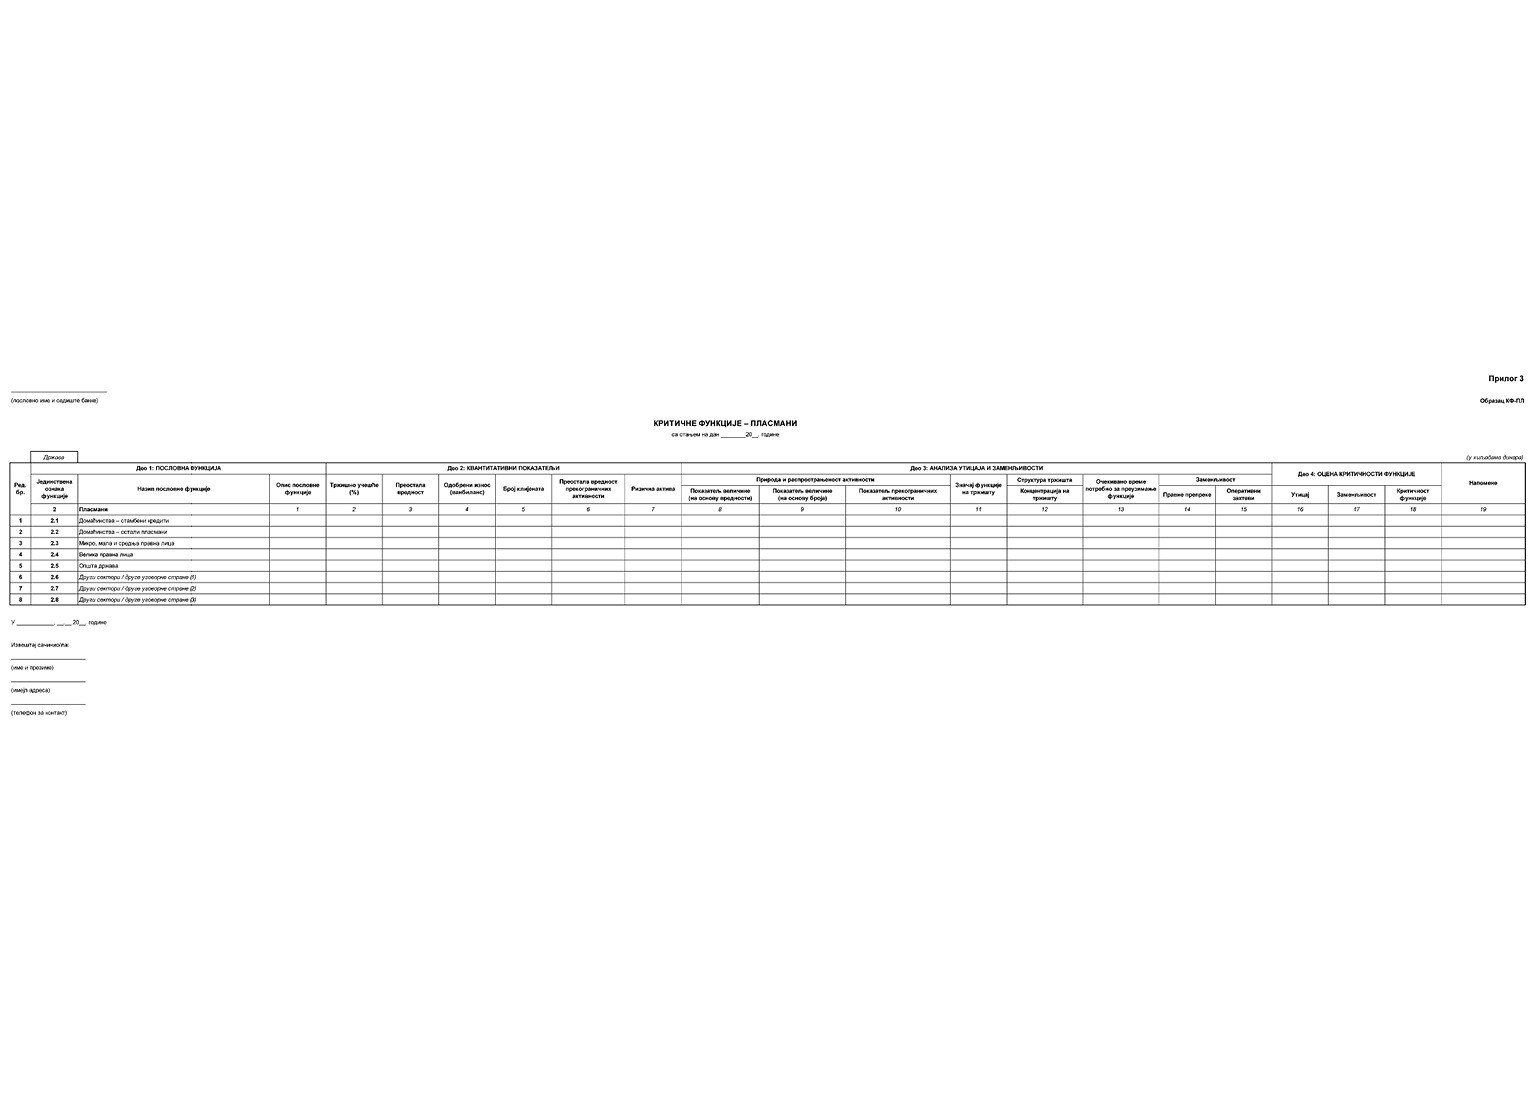 Прилог 3
(пословно име и седиште банке)
Образац КФ-ПЛ
КРИТИЧНЕ ФУНКЦИЈЕ – ПЛАСМАНИ
са стањем на дан ________20__. године
Држава
(у хиљадама динара)
Ред. бр.
Део 1: ПОСЛОВНА ФУНКЦИЈА
Део 2: КВАНТИТАТИВНИ ПОКАЗАТЕЉИ
Део 3: АНАЛИЗА УТИЦАЈА И ЗАМЕНЉИВОСТИ
Део 4: ОЦЕНА КРИТИЧНОСТИ ФУНКЦИЈЕ
Напомене
Јединствена ознака функције
Назив пословне функције
Опис пословне функције
Тржишно учешће (%)
Преостала вредност
Одобрени износ (ванбиланс)
Број клијената
Преостала вредност прекограничних активности
Ризична актива
Природа и распрострањеност активности
Показатељ величине (на основу вредности)
Показатељ величине (на основу броја)
Показатељ прекограничних активности
Значај функције на тржишту
Структура тржишта
Концентрација на тржишту
Очекивано време потребно за преузимање функције
Заменљивост
Правне препреке
Оперативни захтеви
Утицај
Заменљивост
Критичност функције
2 Пласмани 1 2 3 4 5 6 7 8 9 10 11 12 13 14 15 16 17 18 19
1 2.1 Домаћинства – стамбени кредити
2 2.2 Домаћинства – остали пласмани
3 2.3 Микро, мала и средња правна лица
4 2.4 Велика правна лица
5 2.5 Општа држава
6 2.6 Други сектори / друге уговорне стране (1)
7 2.7 Други сектори / друге уговорне стране (2)
8 2.8 Други сектори / друге уговорне стране (3)
У ____________, __.__.20__. године
Извештај сачинио/ла:
(име и презиме)
(имејл адреса)
(телефон за контакт)